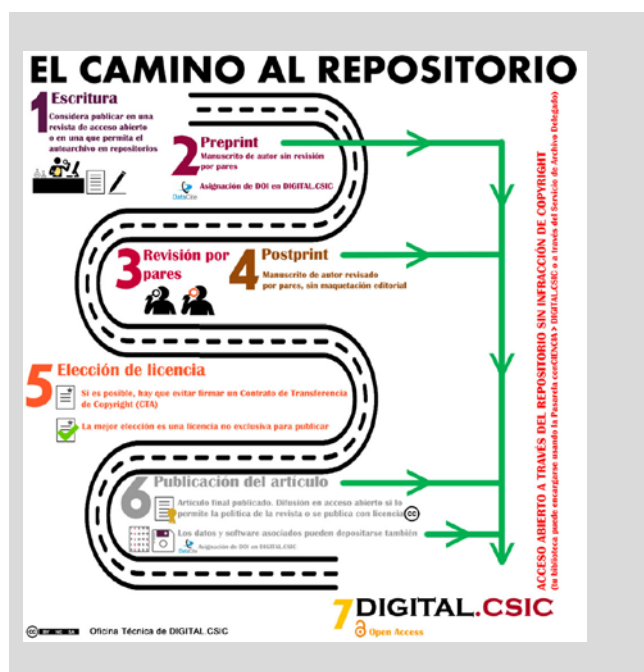 EL CAMINO AL REPOSITORIO
1 Escritura
Considera publicar en una
revista de acceso abierto
o en una que permita el
autoarchivo en repositorios
2 Preprint
Manuscrito de autor sin revisión
por pares
DataCite
Asignación de DOI en DIGITAL.CSIC
3 Revisión por
pares
4 Postprint
Manuscrito de autor revisado
por pares, sin maquetación editorial
5 Elección de licencia
Si es posible, hay que evitar firmar un Contrato de Transferencia
de Copyright (CTA)
La mejor elección es una licencia no exclusiva para publicar
6 Publicación del artículo
Artículo final publicado. Difusión en acceso abierto si lo
permite la política de la revista o se publica con licencia cc
Los datos y software asociados pueden depositarse también
DataCite
Asignación de DOI en DIGITAL.CSIC
7 DIGITAL.CSIC
Open Access
cc BY NC SA Oficina Técnica de DIGITAL.CSIC
ACCESO ABIERTO A TRAVÉS DEL REPOSITORIO SIN INFRACCIÓN DE COPYRIGHT
(tu biblioteca puede encargarse usando la Pasarela conCIENCIA > DIGITAL.CSIC o a través del Servicio de Archivo Delegado)